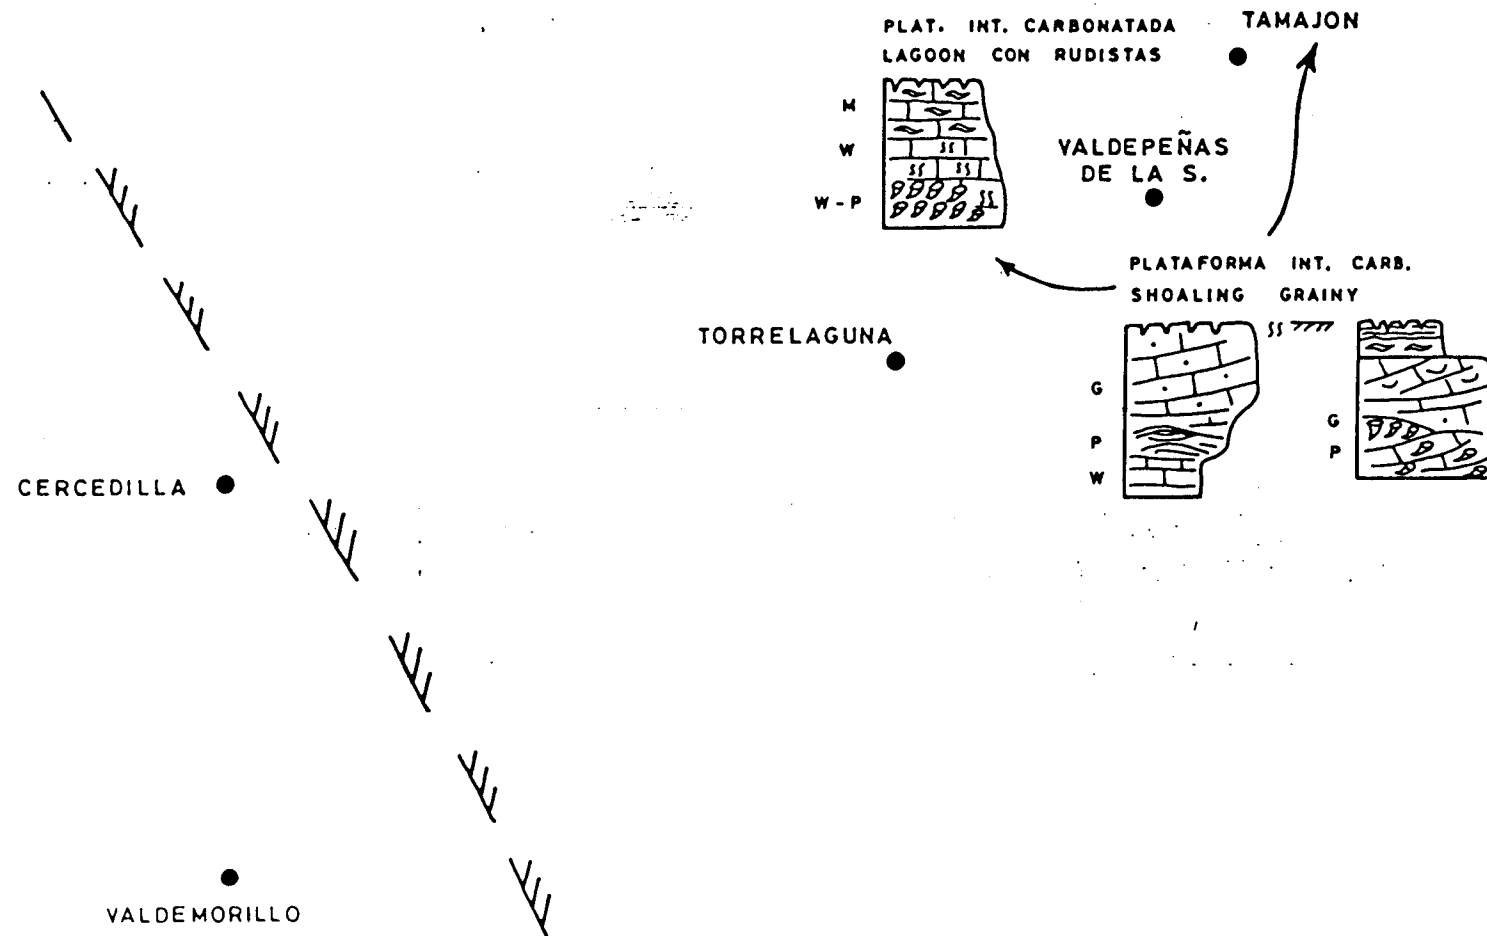 PLAT. INT. CARBONATADA
LAGOON CON RUDISTAS
TAMAJON
M
W
W-P
VALDEPEÑAS
DE LA S.
PLATAFORMA INT. CARB.
SHOALING GRAINY
TORRELAGUNA
G
P
W
G
P
CERCEDILLA
VALDEMORILLO